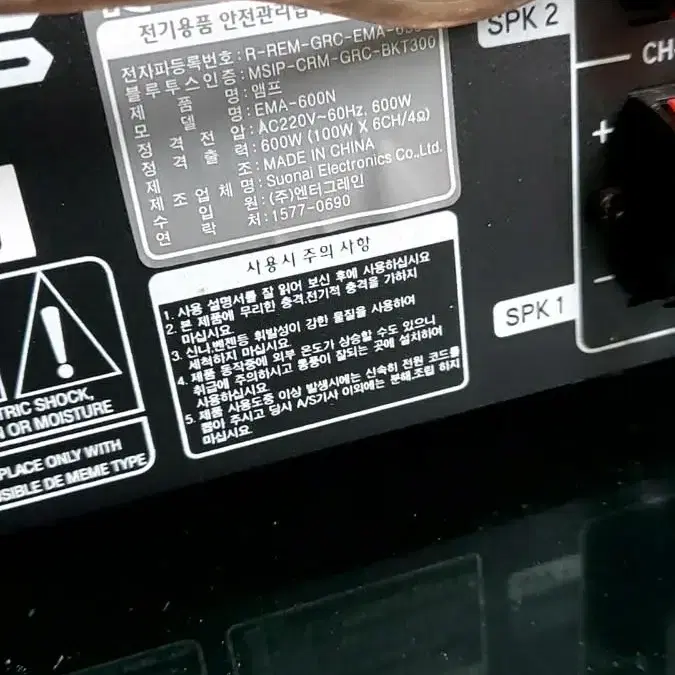 전기용품 안전관리법
전자파등록번호 : R-REM-GRC-EMA-
블루투스인증 : MSIP-CRM-GRC-BKT300
제 품 명 : 앰프
모 델 명 : EMA-600N
정 격 전 압 : AC220V~60Hz, 600W
정 격 출 력 : 600W (100W X 6CH/4Ω)
제 조 : MADE IN CHINA
제 조 업 체 명 : Suonai Electronics Co.,Ltd.
수 입 원 : (주)엔터그레인
연 락 처 : 1577-0690
SPK 2
CH
+
-
SPK 1
사용시 주의 사항
1. 사용 설명서를 잘 읽어 보신 후에 사용하십시요
2. 본 제품에 무리한 충격,전기적 충격을 가하지
마십시요.
3. 신나,벤젠등 휘발성이 강한 물질을 사용하여
세척하지 마십시요.
4. 제품 동작중에 외부 온도가 상승할 수도 있으니
취급에 주의하시고 통풍이 잘되는 곳에 설치하여
사용하십시요.
5. 제품 사용도중 이상 발생시에는 신속히 전원 코드를
뽑아 주시고 당사 A/S기사 이외에는 분해,조립 하지
마십시요.
!
TRIC SHOCK,
OR MOISTURE
PLACE ONLY WITH
USIBLE DE MEME TYPE